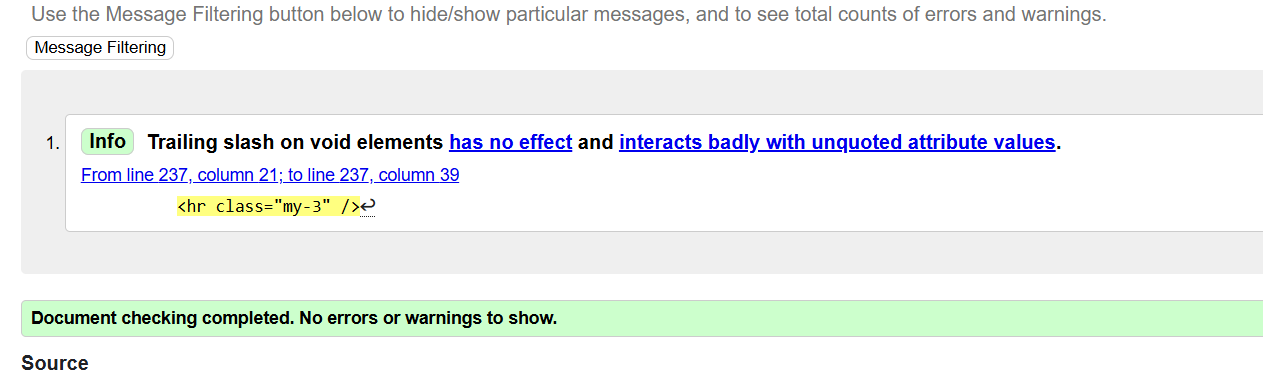 Use the Message Filtering button below to hide/show particular messages, and to see total counts of errors and warnings.
Message Filtering
1. Info Trailing slash on void elements has no effect and interacts badly with unquoted attribute values.
From line 237, column 21; to line 237, column 39
<hr class="my-3" />↩
Document checking completed. No errors or warnings to show.
Source